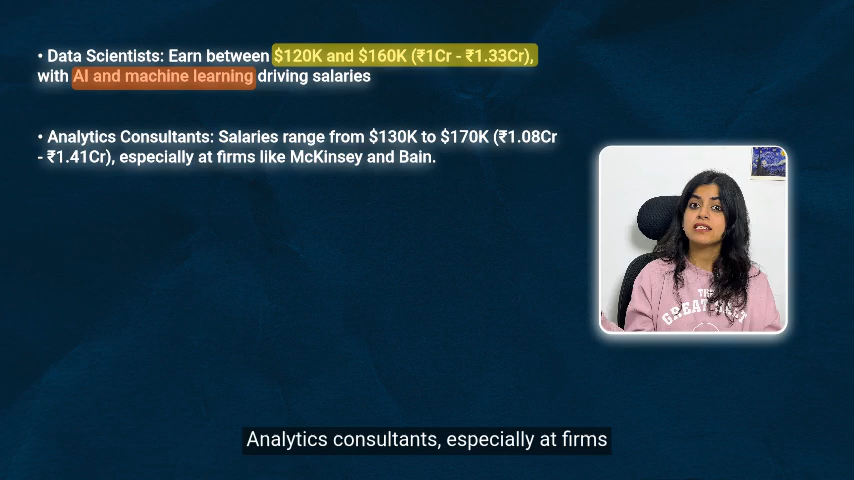 • Data Scientists: Earn between $120K and $160K (₹1Cr - ₹1.33Cr),
with AI and machine learning driving salaries
• Analytics Consultants: Salaries range from $130K to $170K (₹1.08Cr
- ₹1.41Cr), especially at firms like McKinsey and Bain.
GREAT
Analytics consultants, especially at firms